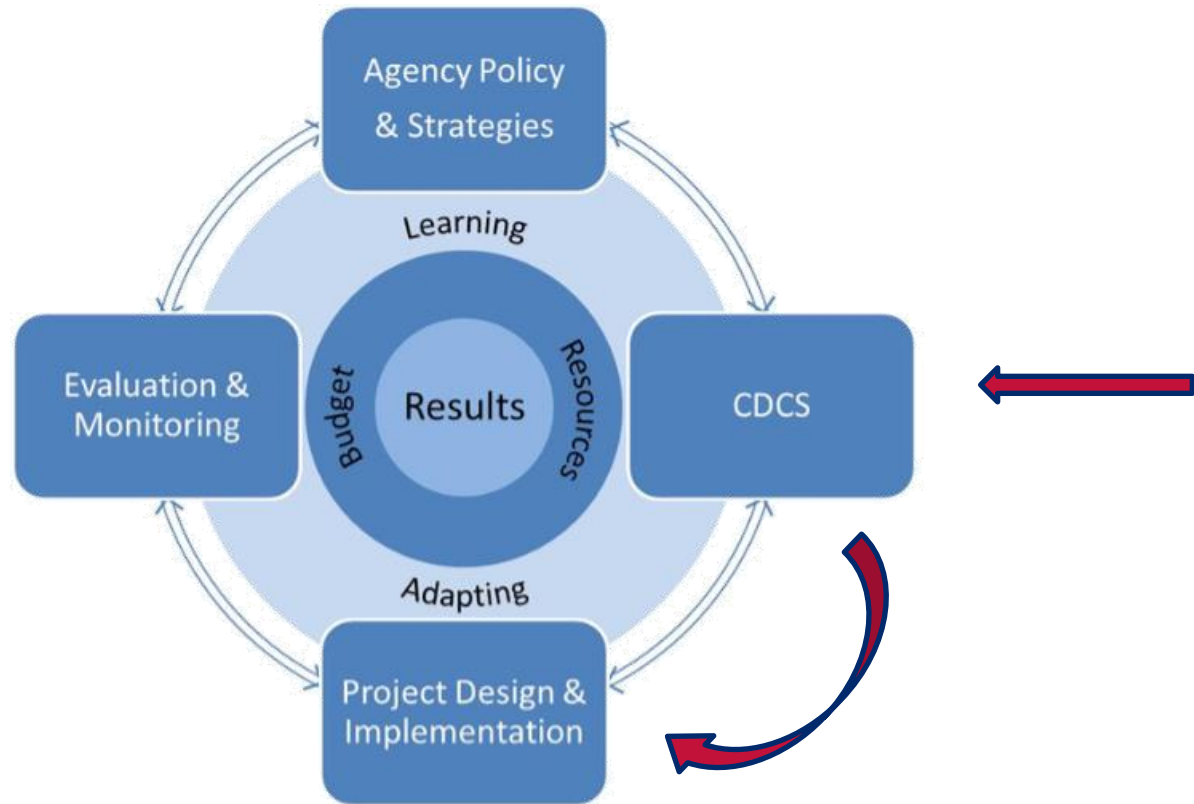 Agency Policy
& Strategies
Learning
Evaluation &
Monitoring
Budget
Results
Resources
CDCS
Adapting
Project Design &
Implementation